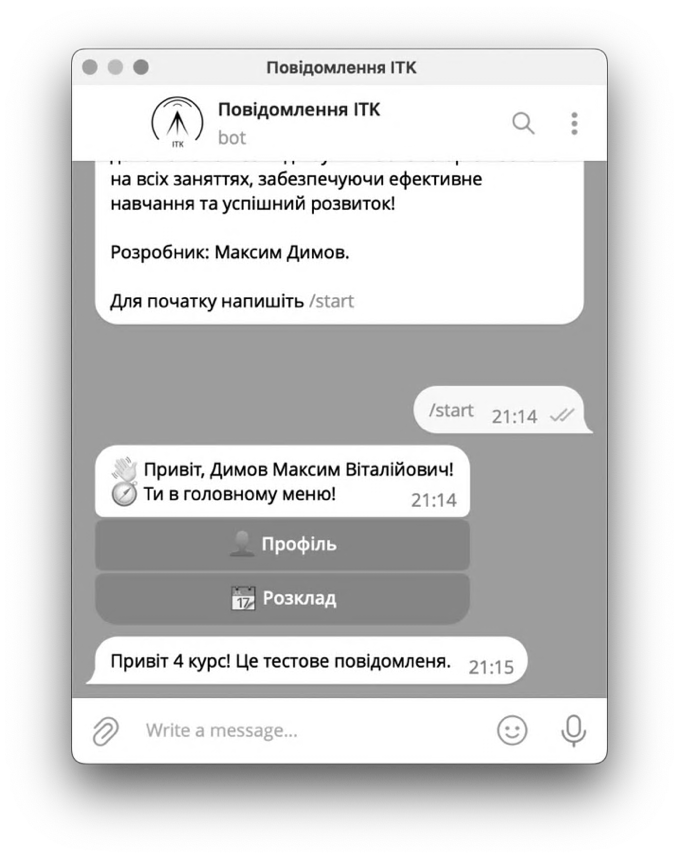 Повідомлення ІТК
Повідомлення ІТК
bot
ІТК
на всіх заняттях, забезпечуючи ефективне
навчання та успішний розвиток!
Розробник: Максим Димов.
Для початку напишіть /start
/start 21:14
Привіт, Димов Максим Віталійович!
Ти в головному меню! 21:14
Профіль
17 Розклад
Привіт 4 курс! Це тестове повідомленя. 21:15
Write a message...